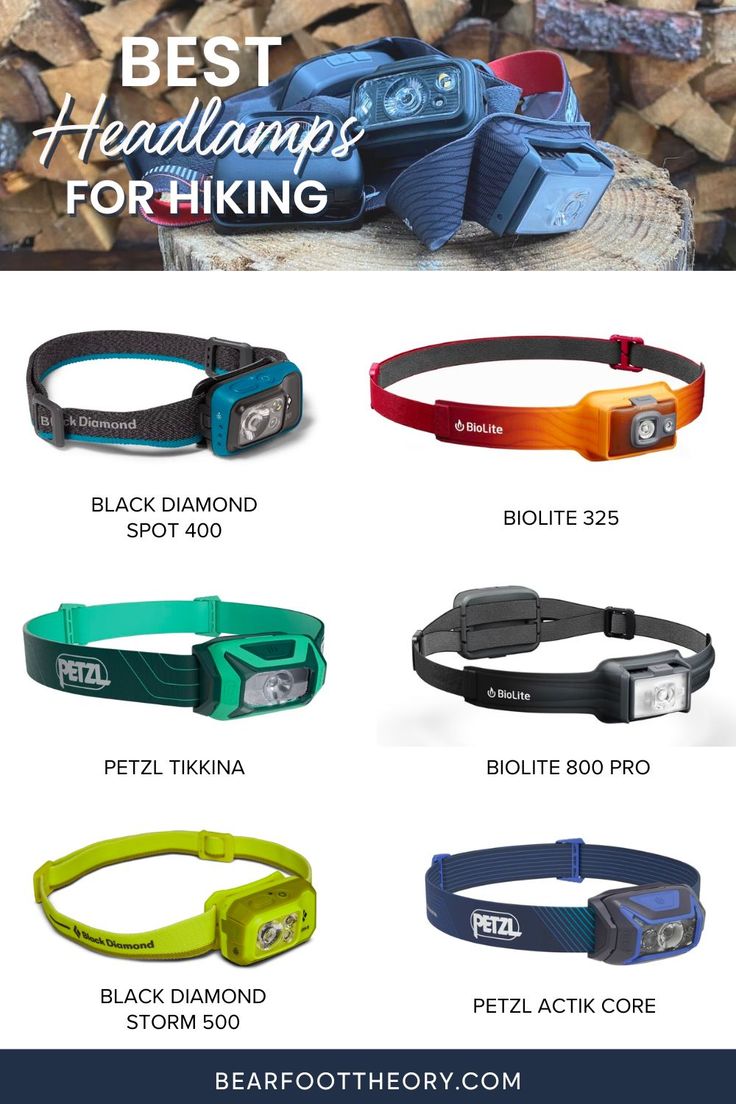 BEST
Headlamps
FOR HIKING
Black Diamond
BioLite
BLACK DIAMOND
SPOT 400
BIOLITE 325
PETZL
BioLite
PETZL TIKKINA
BIOLITE 800 PRO
Black Diamond
PETZL
BLACK DIAMOND
STORM 500
PETZL ACTIK CORE
BEARFOOTTHEORY.COM